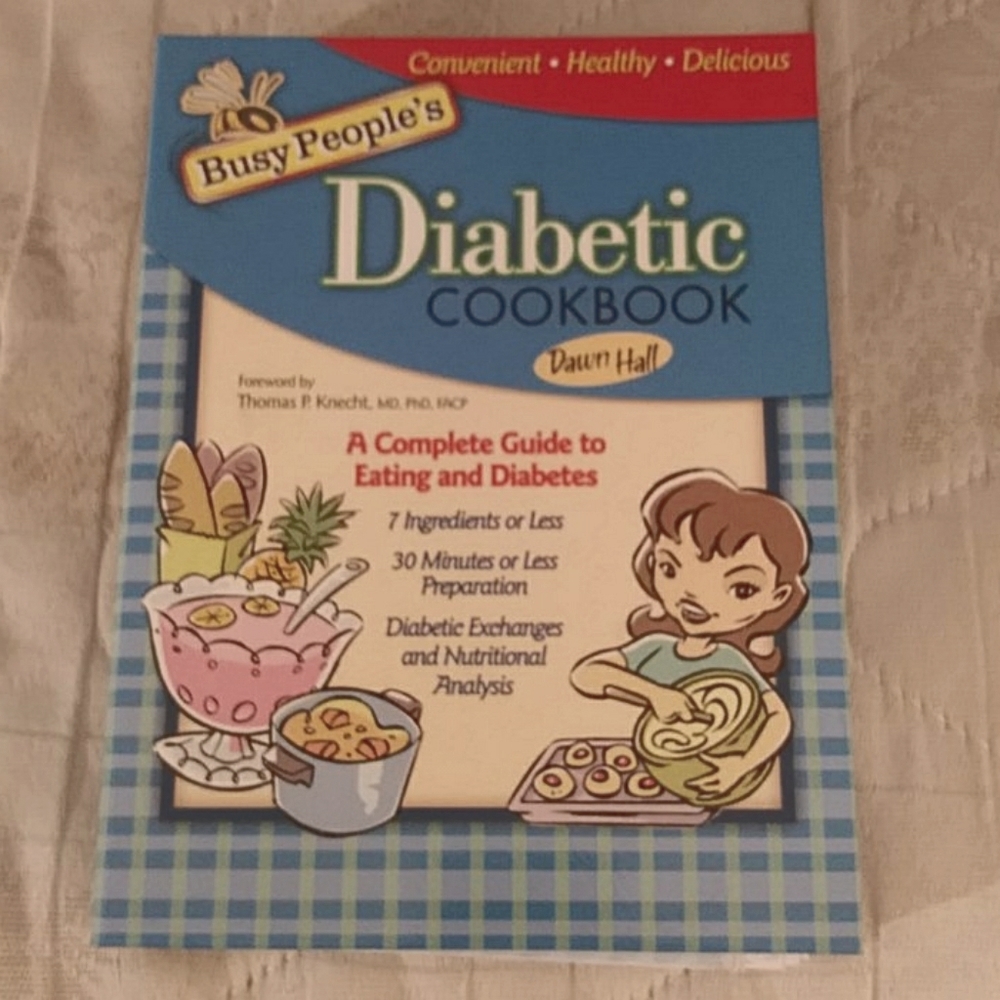 Convenient • Healthy • Delicious
Busy People's
Diabetic
COOKBOOK
Dawn Hall
Foreword by
Thomas P. Knecht, MD, PhD, FACP
A Complete Guide to
Eating and Diabetes
7 Ingredients or Less
30 Minutes or Less
Preparation
Diabetic Exchanges
and Nutritional
Analysis